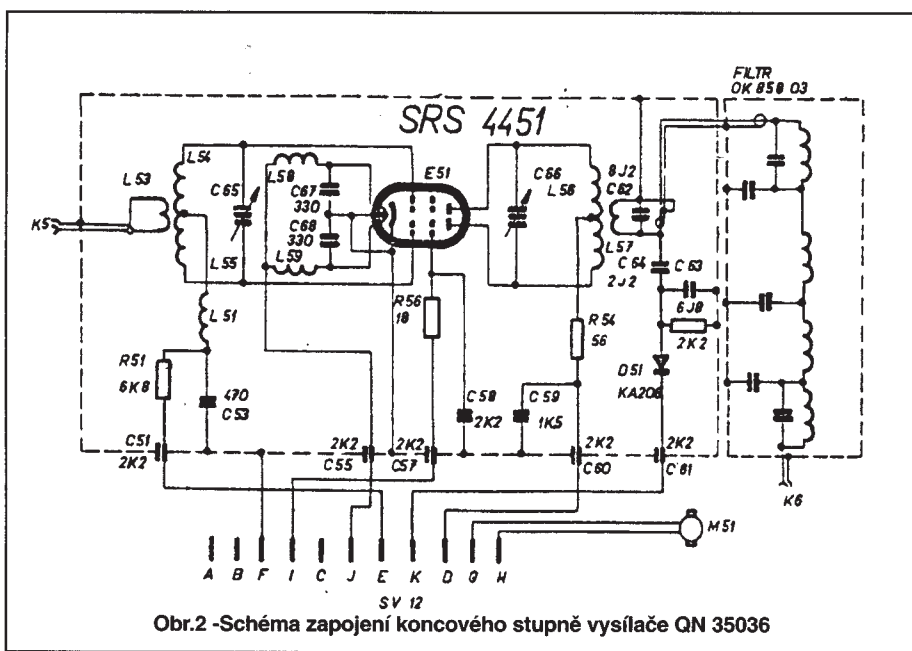 FILTR
OK 858 03
SRS 4451
L54
L53
K5
C65
L58
C67
330
C68
330
L59
L55
E51
C66
L56
8J2
C62
L57
C64
2J2
C63
6J8
2K2
R56
18
R54
56
D51
KA206
L51
R51
6K8
470
C53
C58
2K2
C59
1K5
C51
2K2
2K2
C55
2K2
C57
2K2
C60
2K2
C61
K6
M51
A B F I C J E K D G H
SV 12
Obr.2 -Schéma zapojení koncového stupně vysílače QN 35036